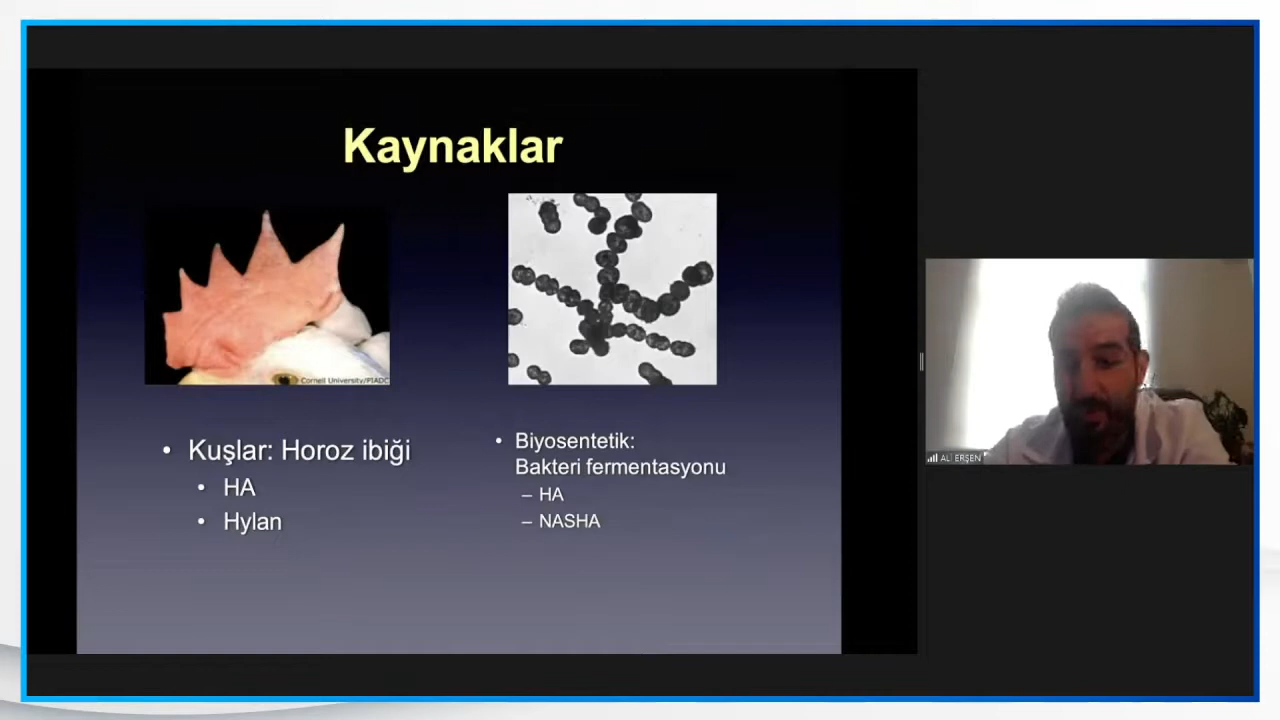 Kaynaklar
Cornell University/PIADC
• Kuşlar: Horoz ibiği
• HA
• Hylan
• Biyosentetik:
Bakteri fermentasyonu
– HA
– NASHA
ALİ ERŞEN